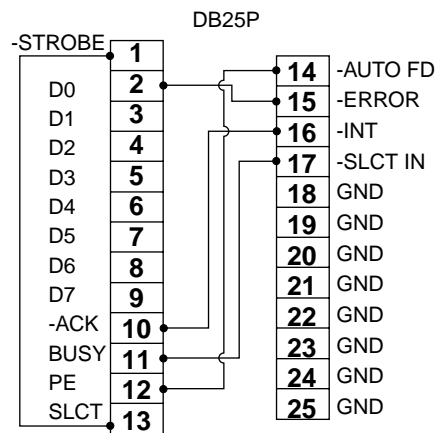 DB25P
-STROBE 1
D0 2
D1 3
D2 4
D3 5
D4 6
D5 7
D6 8
D7 9
-ACK 10
BUSY 11
PE 12
SLCT 13
14 -AUTO FD
15 -ERROR
16 -INT
17 -SLCT IN
18 GND
19 GND
20 GND
21 GND
22 GND
23 GND
24 GND
25 GND